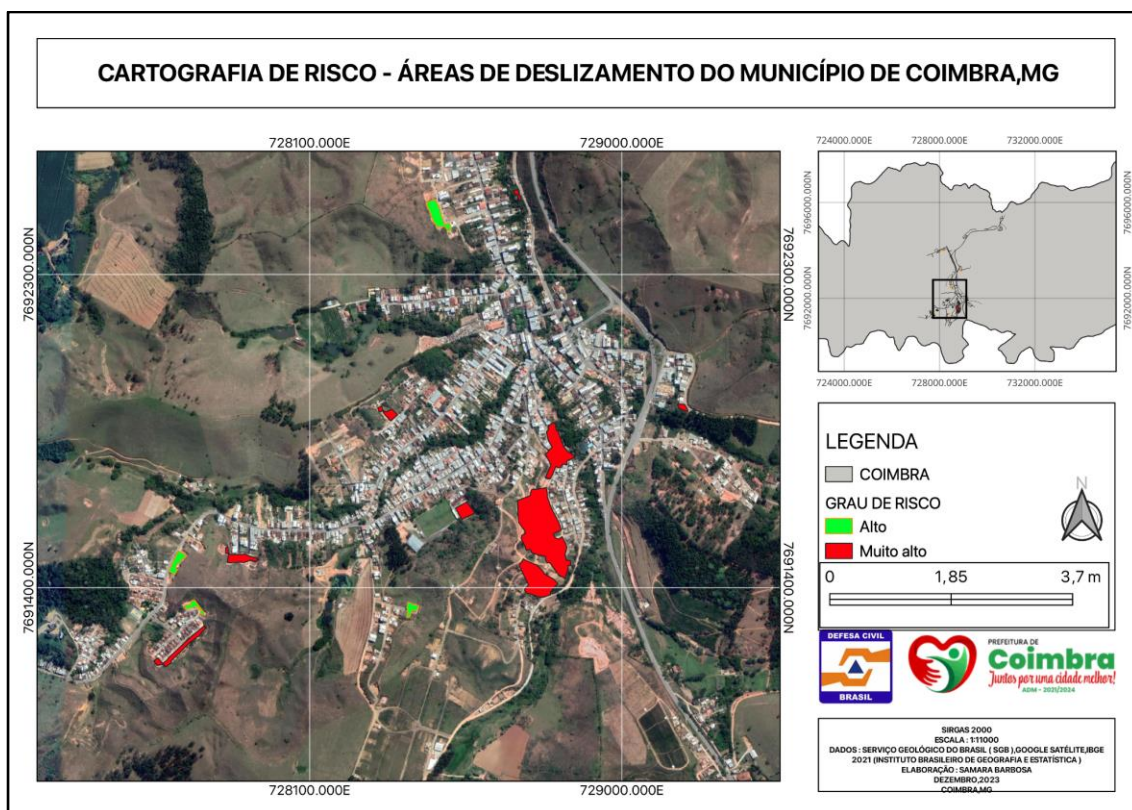 CARTOGRAFIA DE RISCO - ÁREAS DE DESLIZAMENTO DO MUNICÍPIO DE COIMBRA,MG
728100.000E 729000.000E
7692300.000N 7692300.000N
7691400.000N 7691400.000N
728100.000E 729000.000E
724000.000E 728000.000E 732000.000E
7696000.000N 7696000.000N
7692000.000N 7692000.000N
724000.000E 728000.000E 732000.000E
LEGENDA
COIMBRA
GRAU DE RISCO
Alto
Muito alto
N
0 1,85 3,7 m
DEFESA CIVIL
BRASIL
PREFEITURA DE
Coimbra
Juntos por uma cidade melhor!
ADM - 2021/2024
SIRGAS 2000
ESCALA : 1:11000
DADOS : SERVIÇO GEOLÓGICO DO BRASIL ( SGB ),GOOGLE SATÉLITE,IBGE
2021 (INSTITUTO BRASILEIRO DE GEOGRAFIA E ESTATÍSTICA )
ELABORAÇÃO : SAMARA BARBOSA
DEZEMBRO,2023
COIMBRA,MG